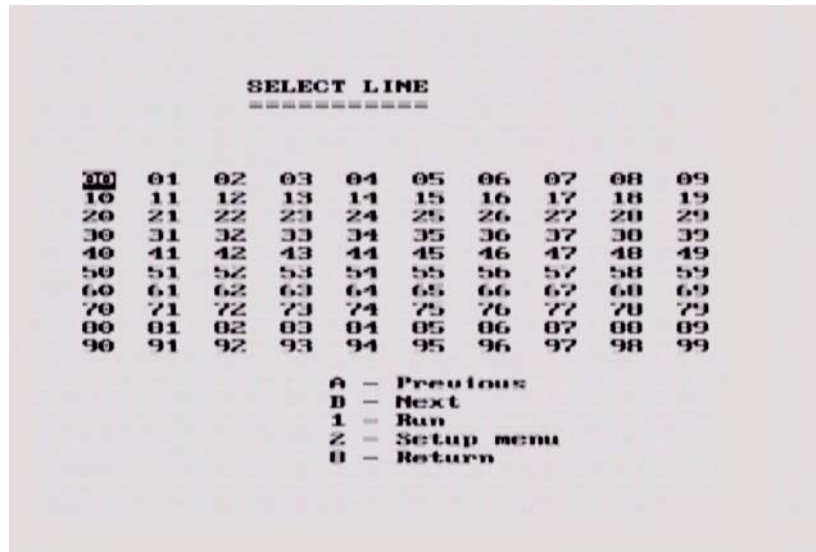 SELECT LINE
===========
00 01 02 03 04 05 06 07 08 09
10 11 12 13 14 15 16 17 18 19
20 21 22 23 24 25 26 27 28 29
30 31 32 33 34 35 36 37 38 39
40 41 42 43 44 45 46 47 48 49
50 51 52 53 54 55 56 57 58 59
60 61 62 63 64 65 66 67 68 69
70 71 72 73 74 75 76 77 78 79
80 81 82 83 84 85 86 87 88 89
90 91 92 93 94 95 96 97 98 99
A - Previous
B - Next
1 - Run
2 - Setup menu
- Return